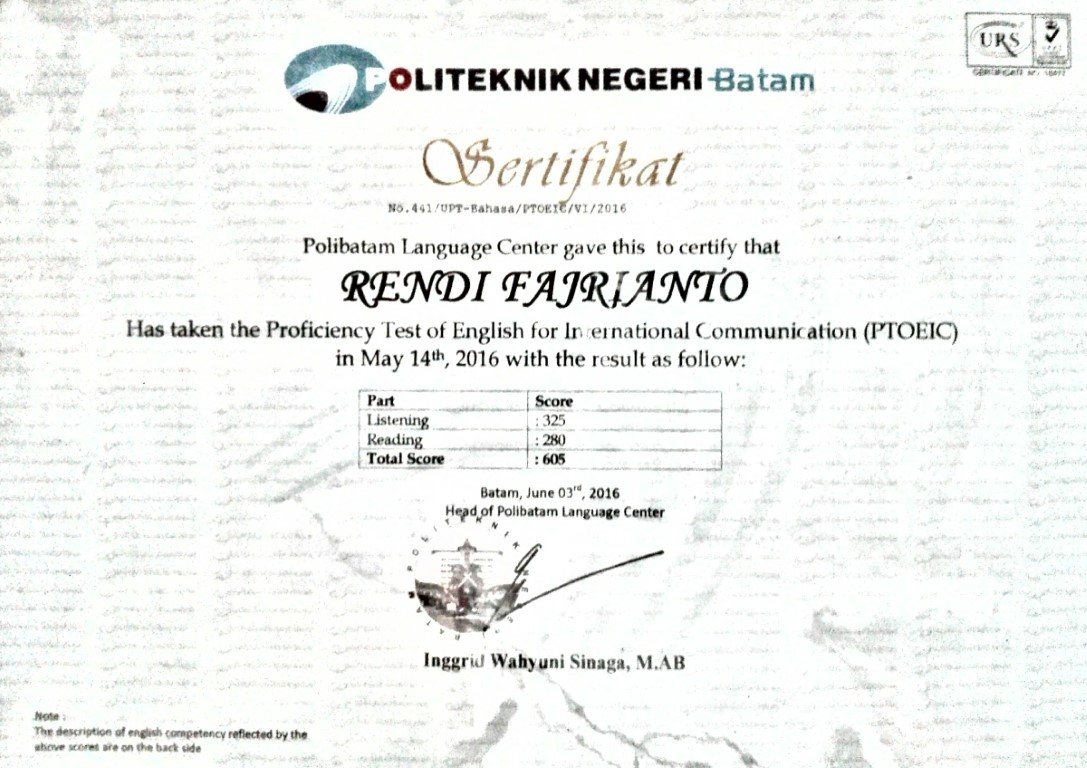 URS
POLITEKNIK NEGERI Batam
Sertifikat
No.441/UPT-Bahasa/PTOEIC/VI/2016
Polibatam Language Center gave this to certify that
RENDI FAJRIANTO
Has taken the Proficiency Test of English for International Communication (PTOEIC)
in May 14th, 2016 with the result as follow:
Part Score
Listening : 325
Reading : 280
Total Score : 605
Batam, June 03rd, 2016
Head of Polibatam Language Center
Inggrid Wahyuni Sinaga, M.AB
Note :
The description of english competency reflected by the
above scores are on the back side